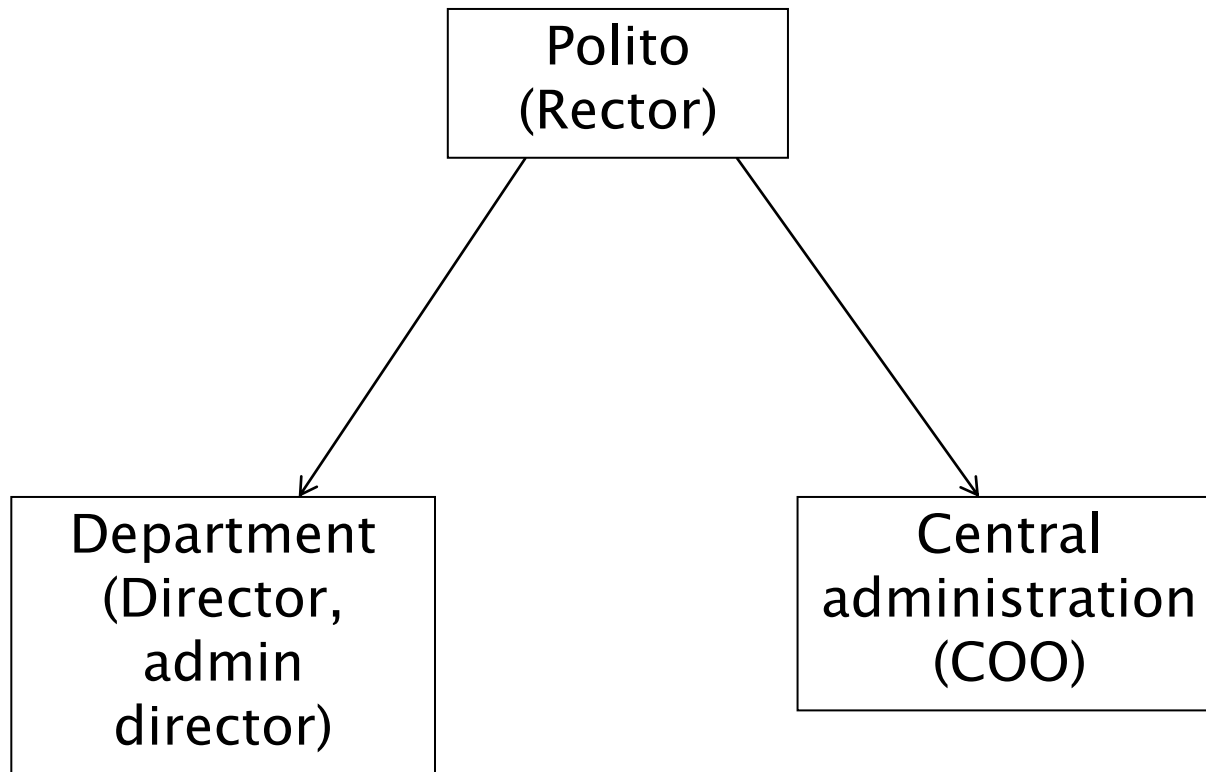 Polito
(Rector)
Department
(Director,
admin
director)
Central
administration
(COO)